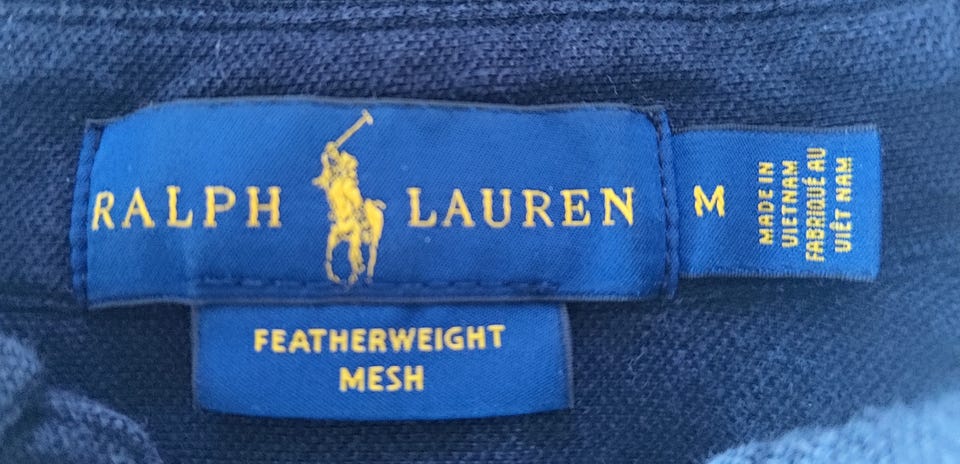 RALPH LAUREN
M
MADE IN
VIETNAM
FABRIQUÉ AU
VIÊT NAM
FEATHERWEIGHT
MESH